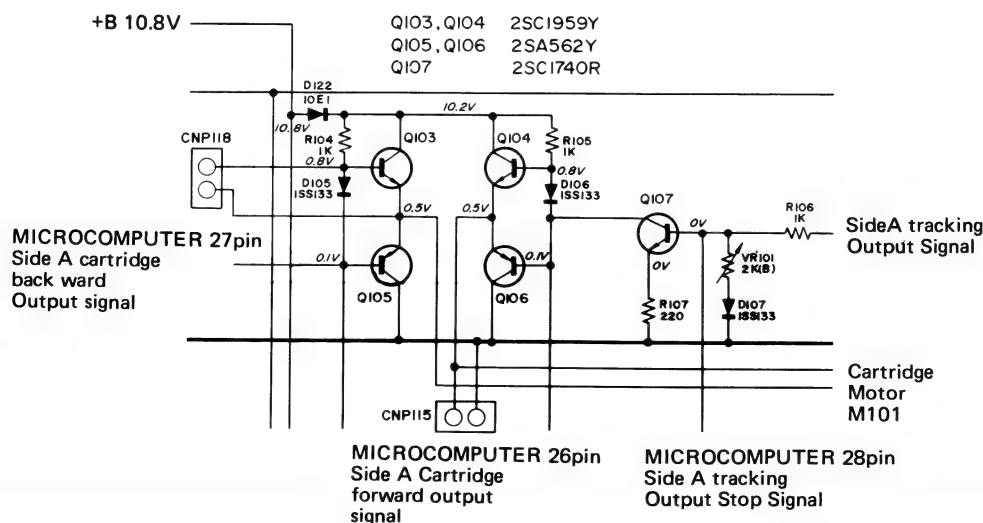 +B 10.8V
Q103, Q104 2SC1959Y
Q105, Q106 2SA562Y
Q107 2SC1740R
D122
10E1
10.8V
10.2V
CNP118
R104
1K
Q103
Q104
R105
1K
0.8V
0.8V
D105
1SS133
D106
1SS133
Q107
R106
1K
0.5V
0.5V
0V
SideA tracking
Output Signal
MICROCOMPUTER 27pin
Side A cartridge
back ward
Output signal
0.1V
0.1V
0V
VR101
2K(B)
Q105
Q106
R107
220
D107
1SS133
Cartridge
Motor
M101
CNP115
MICROCOMPUTER 26pin
Side A Cartridge
forward output
signal
MICROCOMPUTER 28pin
Side A tracking
Output Stop Signal